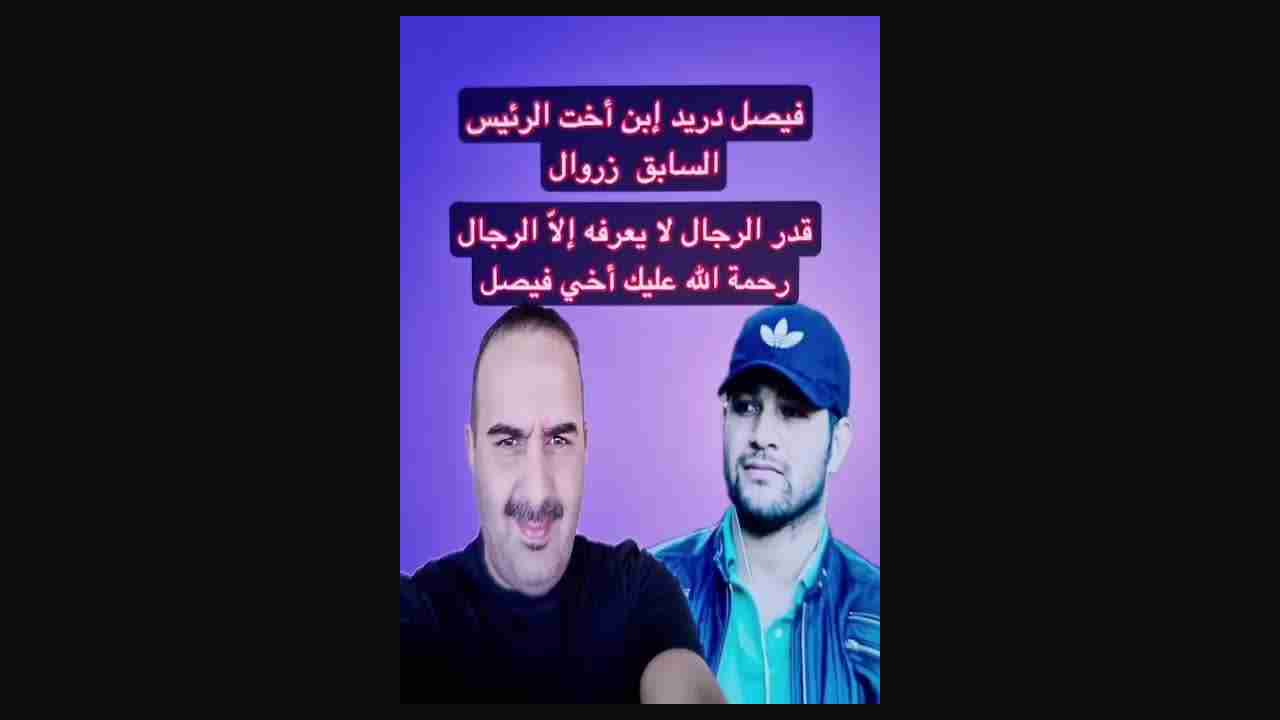 فيصل دريد إبن أخت الرئيس
السابق زروال
قدر الرجال لا يعرفه إلاّ الرجال
رحمة الله عليك أخي فيصل